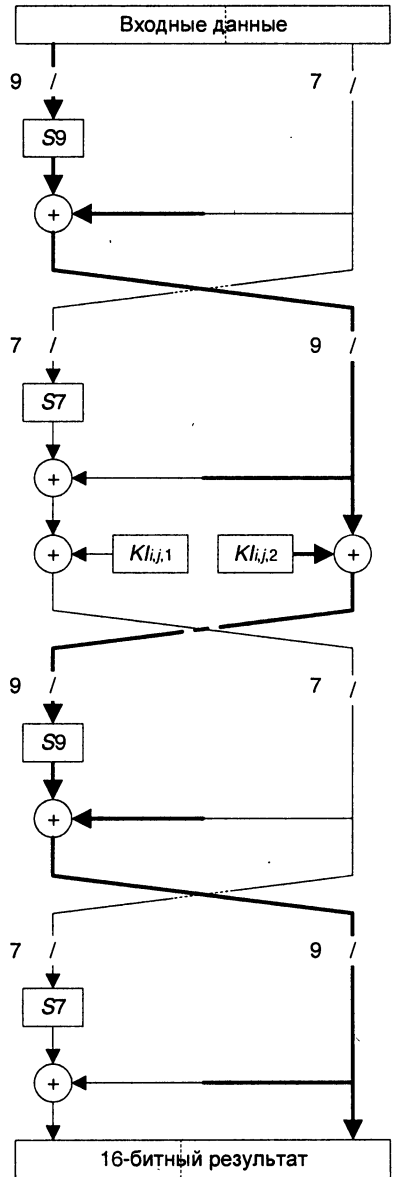 Входные данные
9 7
S9
+
7 9
S7
+
+ KIi,j,1 KIi,j,2 +
9 7
S9
+
7 9
S7
+
16-битный результат